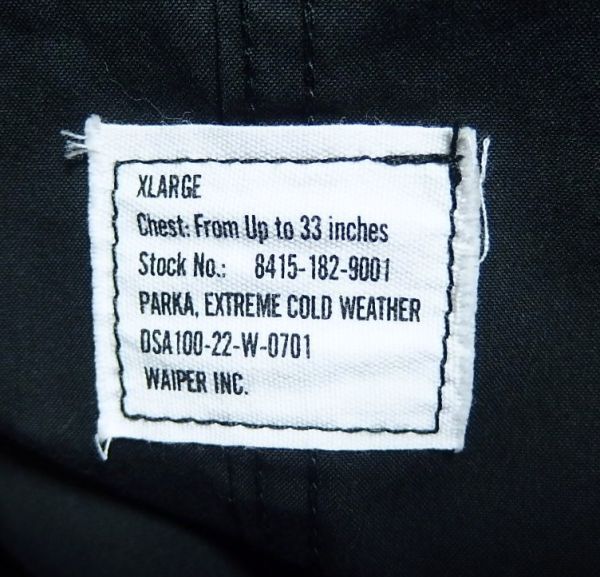 XLARGE
Chest: From Up to 33 inches
Stock No.: 8415-182-9001
PARKA, EXTREME COLD WEATHER
DSA100-22-W-0701
WAIPER INC.